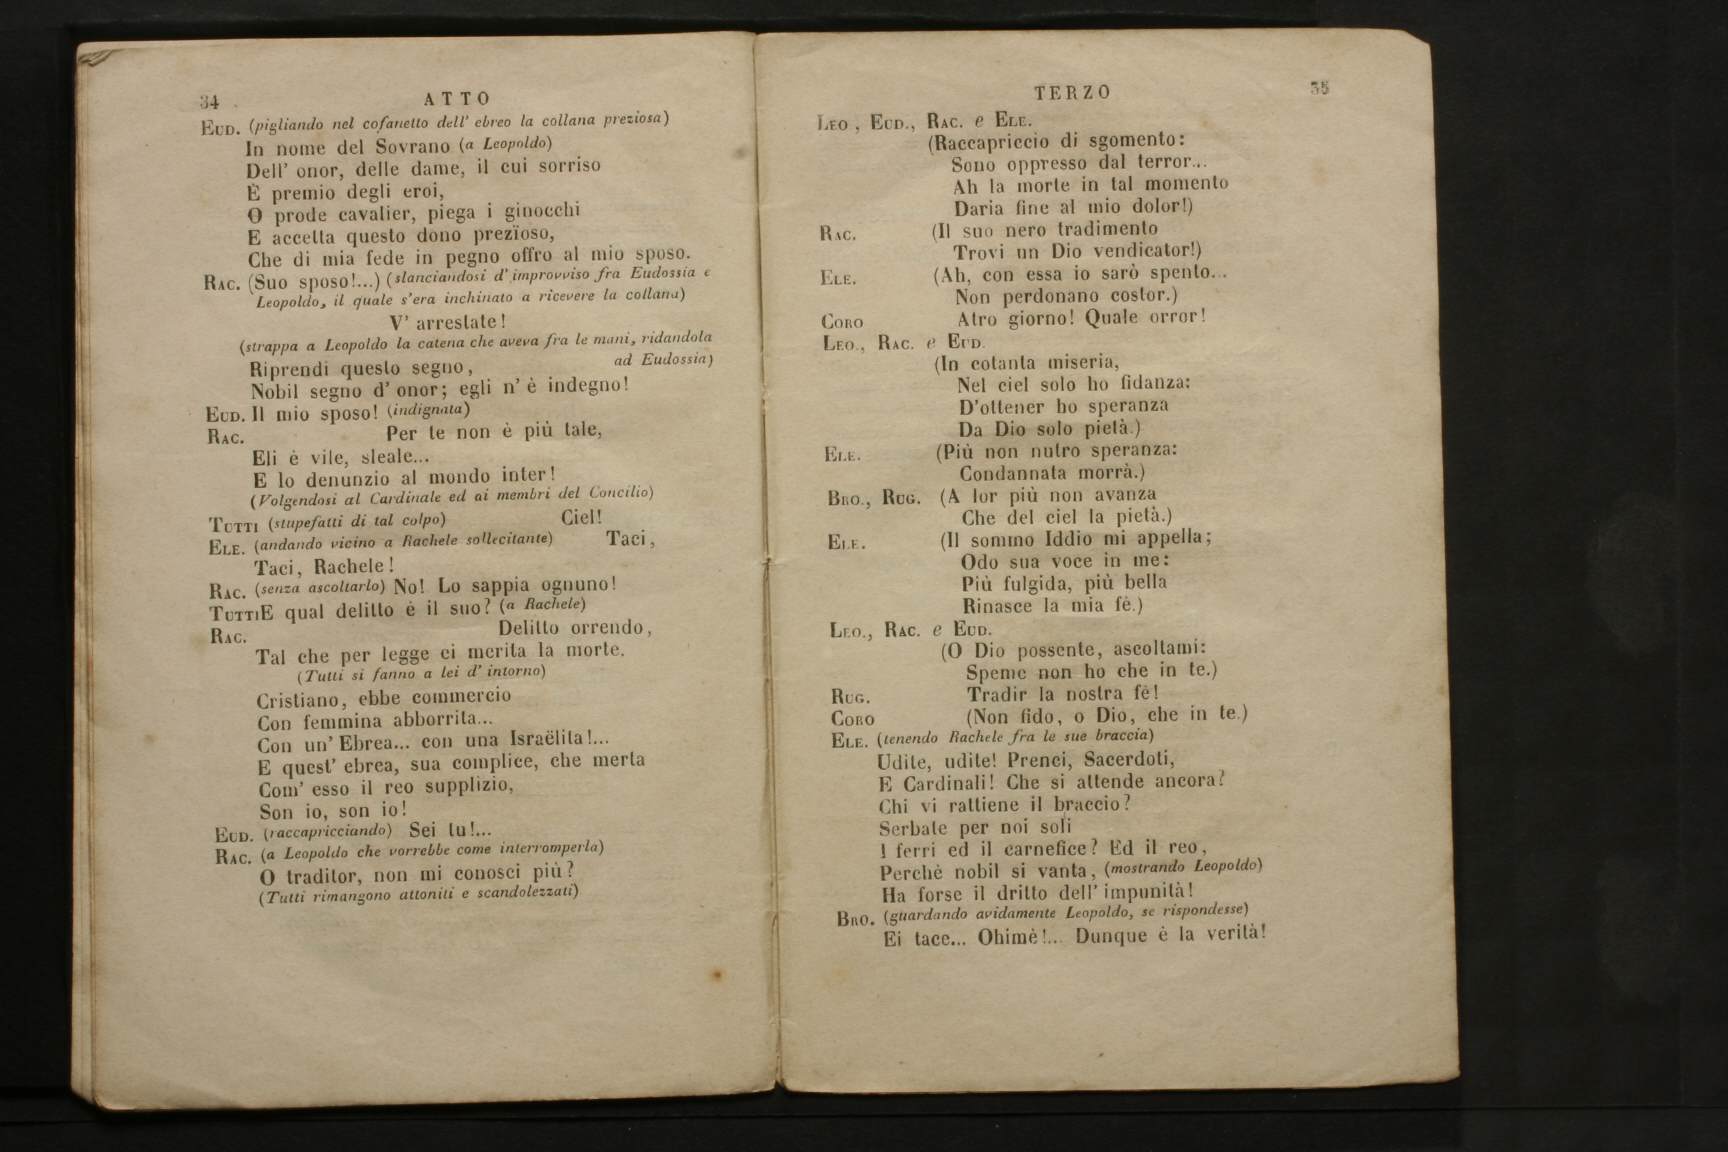 34
ATTO
EUD. (pigliando nel cofanetto dell' ebreo la collana preziosa)
In nome del Sovrano (a Leopoldo)
Dell' onor, delle dame, il cui sorriso
È premio degli eroi,
O prode cavalier, piega i ginocchi
E accetta questo dono prezïoso,
Che di mia fede in pegno offro al mio sposo.
RAC. (Suo sposo!...) (slanciandosi d' improvviso fra Eudossia e
Leopoldo, il quale s'era inchinato a ricevere la collana)
V' arrestate!
(strappa a Leopoldo la catena che aveva fra le mani, ridandola
ad Eudossia)
Riprendi questo segno,
Nobil segno d' onor; egli n' è indegno!
EUD. Il mio sposo! (indignata)
RAC. Per te non è più tale,
Eli è vile, sleale...
E lo denunzio al mondo inter!
(Volgendosi al Cardinale ed ai membri del Concilio)
TUTTI (stupefatti di tal colpo) Ciel!
ELE. (andando vicino a Rachele sollecitante) Taci,
Taci, Rachele!
RAC. (senza ascoltarlo) No! Lo sappia ognuno!
TUTTI E qual delitto è il suo? (a Rachele)
RAC. Delitto orrendo,
Tal che per legge ei merita la morte.
(Tutti si fanno a lei d' intorno)
Cristiano, ebbe commercio
Con femmina abborrita...
Con un' Ebrea... con una Israëlita!...
E quest' ebrea, sua complice, che merta
Com' esso il reo supplizio,
Son io, son io!
EUD. (raccapricciando) Sei tu!...
RAC. (a Leopoldo che vorrebbe come interromperla)
O traditor, non mi conosci più?
(Tutti rimangono attoniti e scandolezzati)
TERZO
35
LEO, EUD., RAC. e ELE.
(Raccapriccio di sgomento:
Sono oppresso dal terror...
Ah la morte in tal momento
Daria fine al mio dolor!)
RAC. (Il suo nero tradimento
Trovi un Dio vendicator!)
ELE. (Ah, con essa io sarò spento...
Non perdonano costor.)
CORO Atro giorno! Quale orror!
LEO., RAC. e EUD.
(In cotanta miseria,
Nel ciel solo ho fidanza:
D'ottener ho speranza
Da Dio solo pietà.)
ELE. (Più non nutro speranza:
Condannata morrà.)
BRO., RUG. (A lor più non avanza
Che del ciel la pietà.)
ELE. (Il sommo Iddio mi appella;
Odo sua voce in me:
Più fulgida, più bella
Rinasce la mia fè.)
LEO., RAC. e EUD.
(O Dio possente, ascoltami:
Speme non ho che in te.)
RUG. Tradir la nostra fè!
CORO (Non fido, o Dio, che in te.)
ELE. (tenendo Rachele fra le sue braccia)
Udite, udite! Prenci, Sacerdoti,
E Cardinali! Che si attende ancora?
Chi vi rattiene il braccio?
Serbate per noi soli
I ferri ed il carnefice? Ed il reo,
Perchè nobil si vanta, (mostrando Leopoldo)
Ha forse il dritto dell' impunità!
BRO. (guardando avidamente Leopoldo, se rispondesse)
Ei tace... Ohimè!... Dunque è la verità!